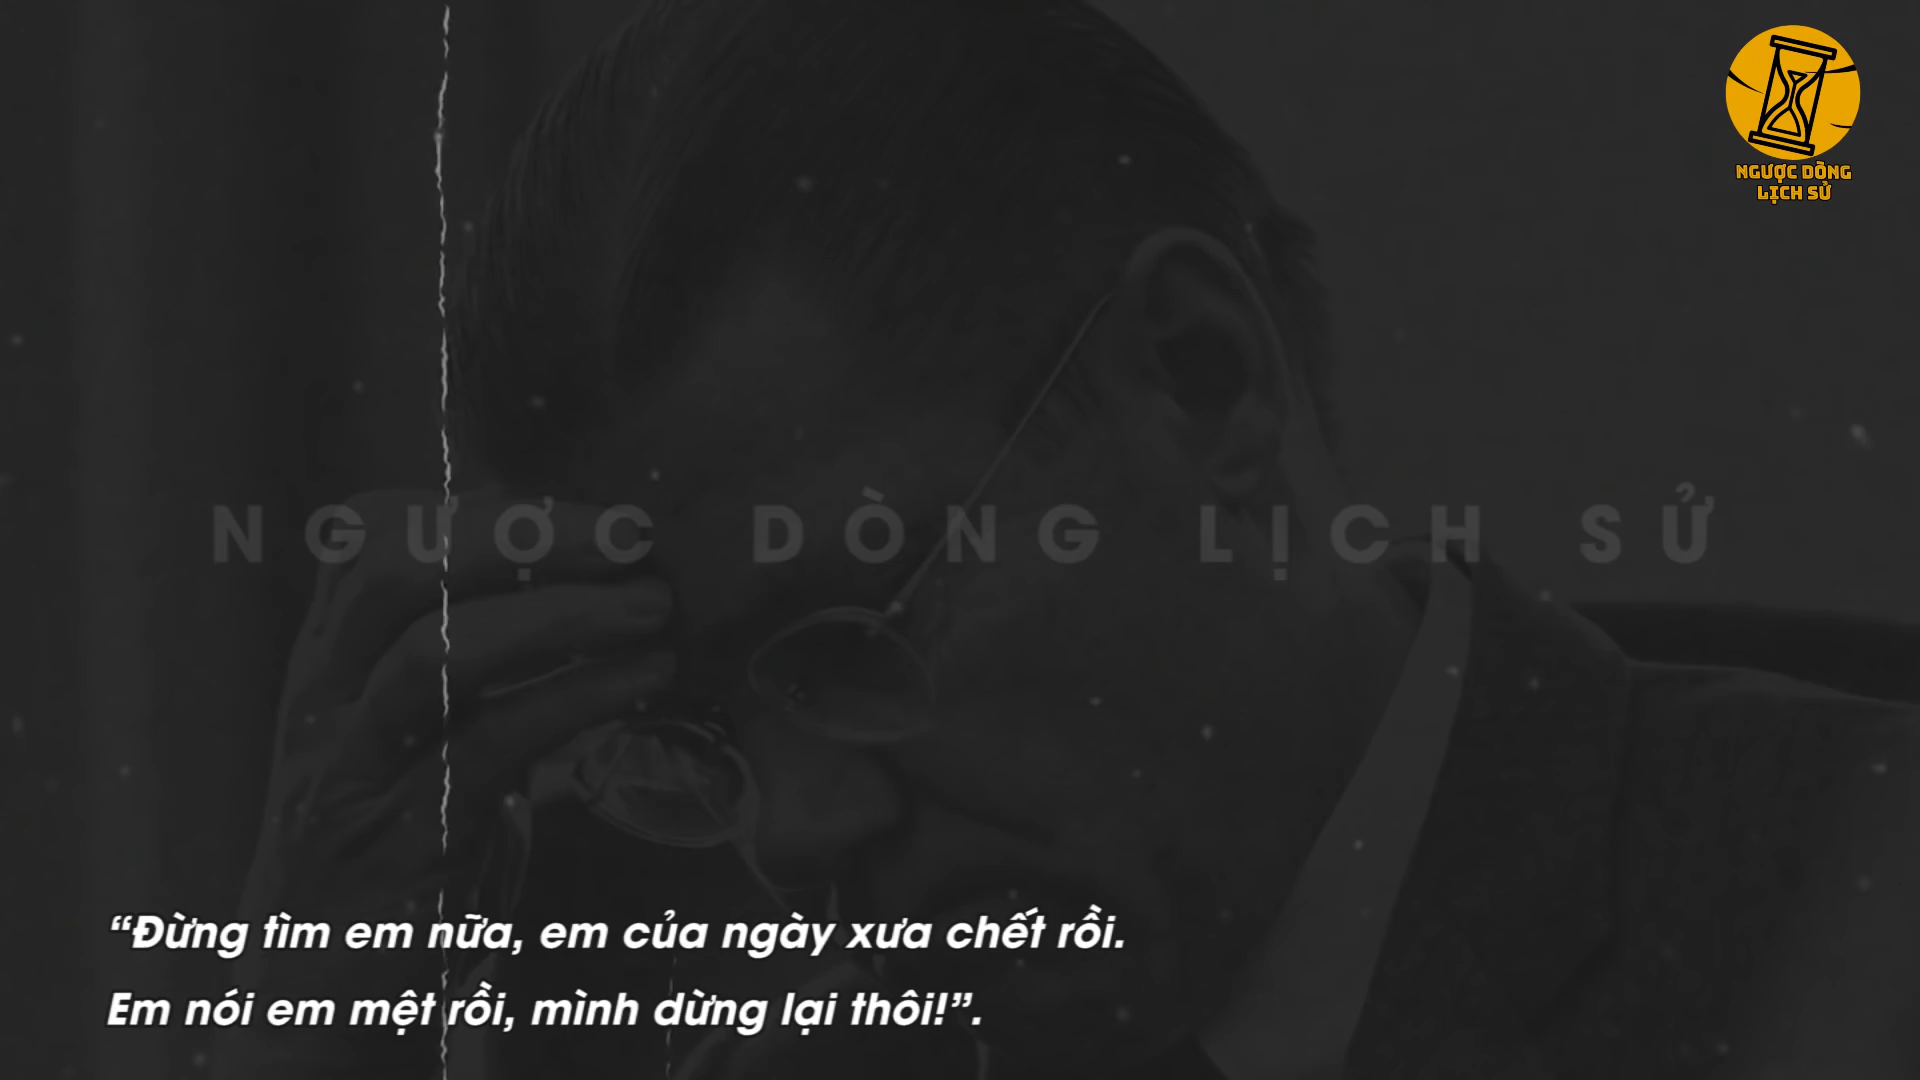 NGƯỢC DÒNG
LỊCH SỬ
NGƯỢC DÒNG LỊCH SỬ
“Đừng tìm em nữa, em của ngày xưa chết rồi.
Em nói em mệt rồi, mình dừng lại thôi!”.